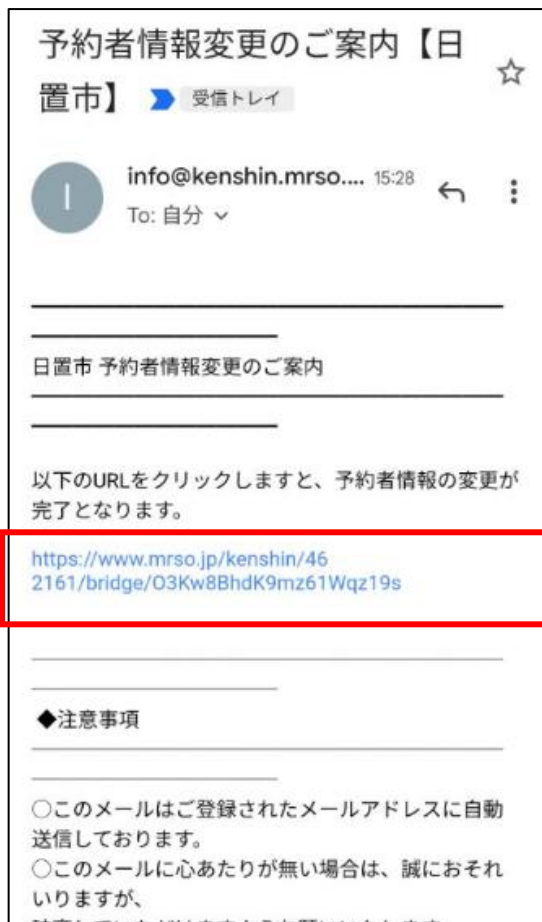 予約者情報変更のご案内【日
置市】 受信トレイ
I
info@kenshin.mrso.... 15:28
To: 自分
日置市 予約者情報変更のご案内
以下のURLをクリックしますと、予約者情報の変更が
完了となります。
https://www.mrso.jp/kenshin/46
2161/bridge/O3Kw8BhdK9mz61Wqz19s
◆注意事項
○このメールはご登録されたメールアドレスに自動
送信しております。
○このメールに心あたりが無い場合は、誠におそれ
いりますが、